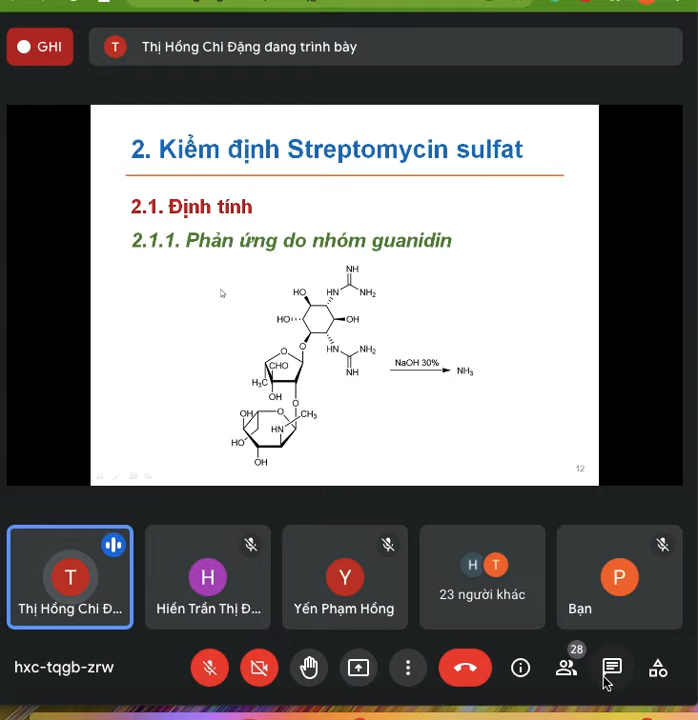 GHI
T
Thị Hồng Chi Đặng đang trình bày
2. Kiểm định Streptomycin sulfat
2.1. Định tính
2.1.1. Phản ứng do nhóm guanidin
NH
HO
HN
NH2
HO
OH
O
HN
NH2
O
CHO
NH
NaOH 30%
NH3
H3C
OH
O
OH
O
CH3
HN
HO
OH
12
T
H
Y
H T
P
Thị Hồng Chi Đ...
Hiền Trần Thị Đ...
Yến Phạm Hồng
23 người khác
Bạn
hxc-tqgb-zrw
28